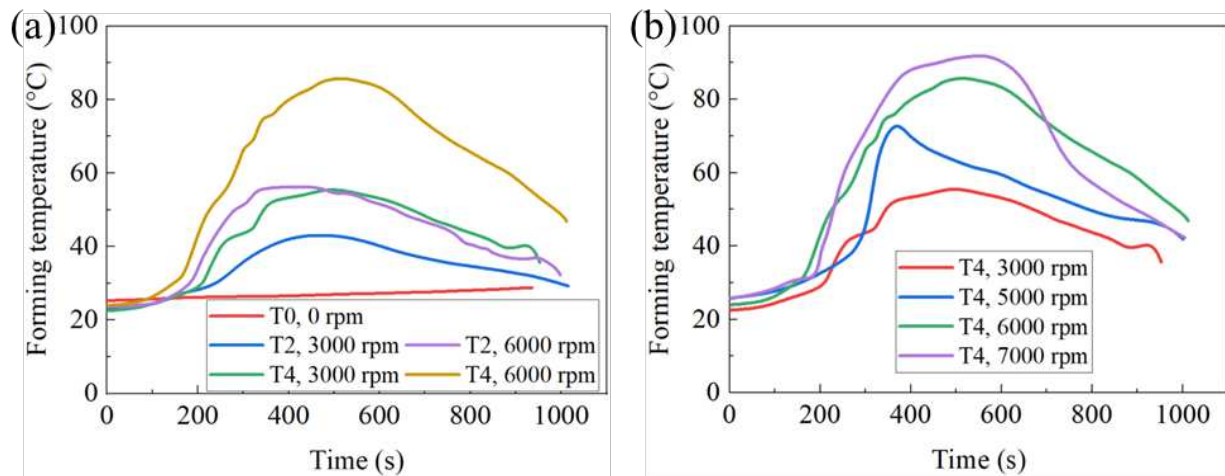 (a)
Forming temperature (°C)
100
80
60
40
20
0
T0, 0 rpm
T2, 3000 rpm
T2, 6000 rpm
T4, 3000 rpm
T4, 6000 rpm
0 200 400 600 800 1000
Time (s)
(b)
Forming temperature (°C)
100
80
60
40
20
0
T4, 3000 rpm
T4, 5000 rpm
T4, 6000 rpm
T4, 7000 rpm
0 200 400 600 800 1000
Time (s)